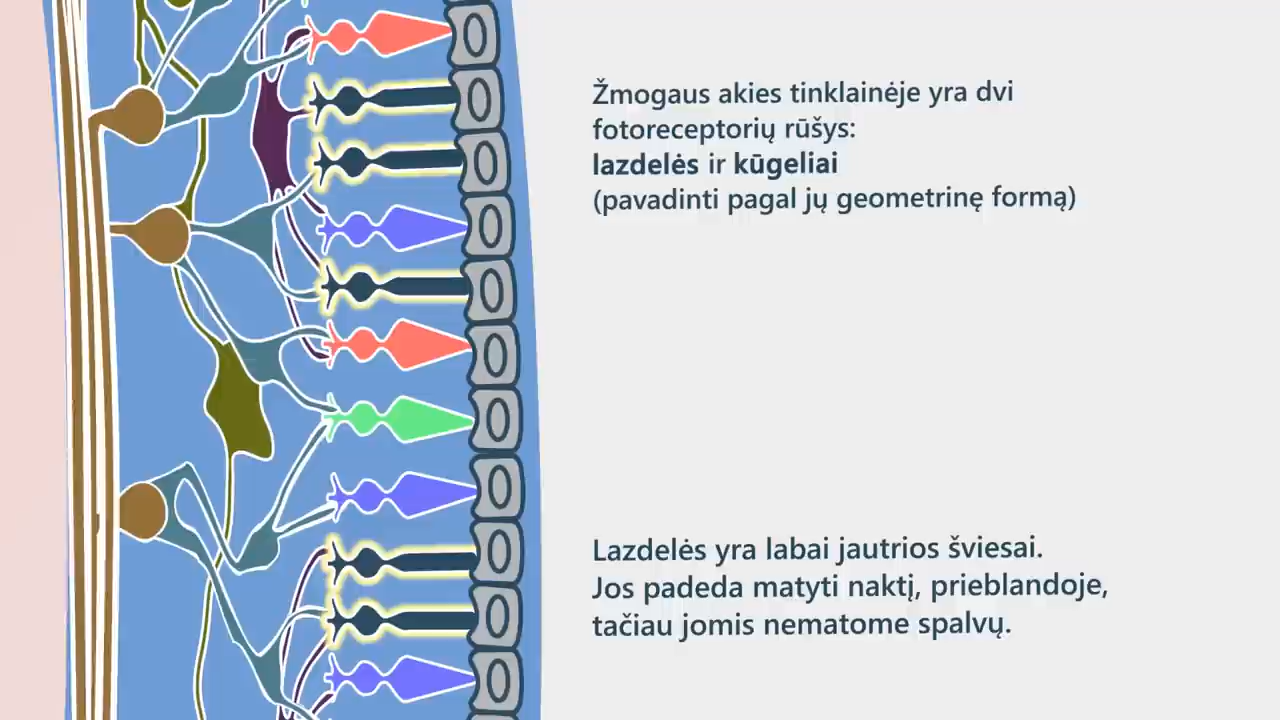 Žmogaus akies tinklainėje yra dvi
fotoreceptorių rūšys:
lazdelės ir kūgeliai
(pavadinti pagal jų geometrinę formą)
Lazdelės yra labai jautrios šviesai.
Jos padeda matyti naktį, prieblandoje,
tačiau jomis nematome spalvų.